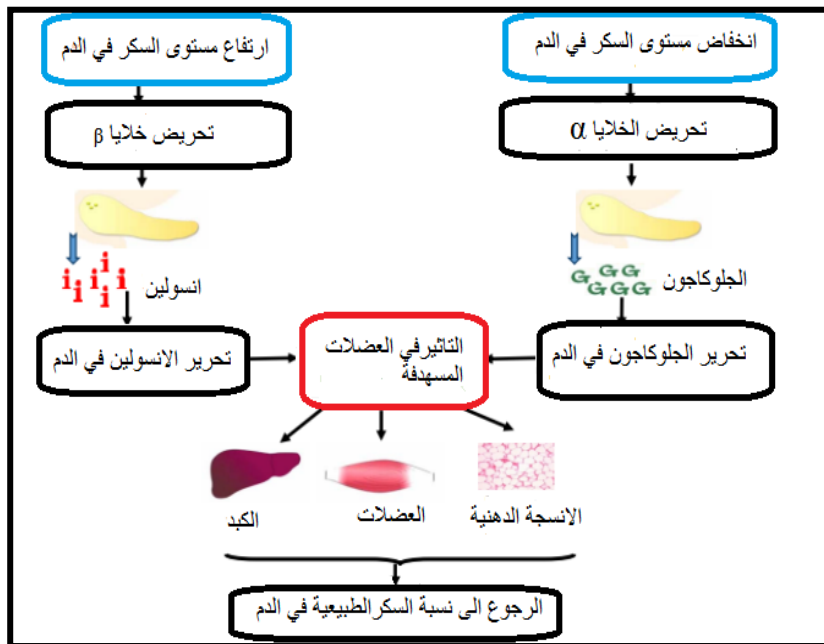 انخفاض مستوى السكر في الدم
ارتفاع مستوى السكر في الدم
تحريض الخلايا α
تحريض خلايا β
الجلوكاجون
G G G
G G G G
انسولين
i i i i i i
تحرير الجلوكاجون في الدم
التاثيرفي العضلات
المسهدفة
تحرير الانسولين في الدم
الانسجة الدهنية
العضلات
الكبد
الرجوع الى نسبة السكرالطبيعية في الدم